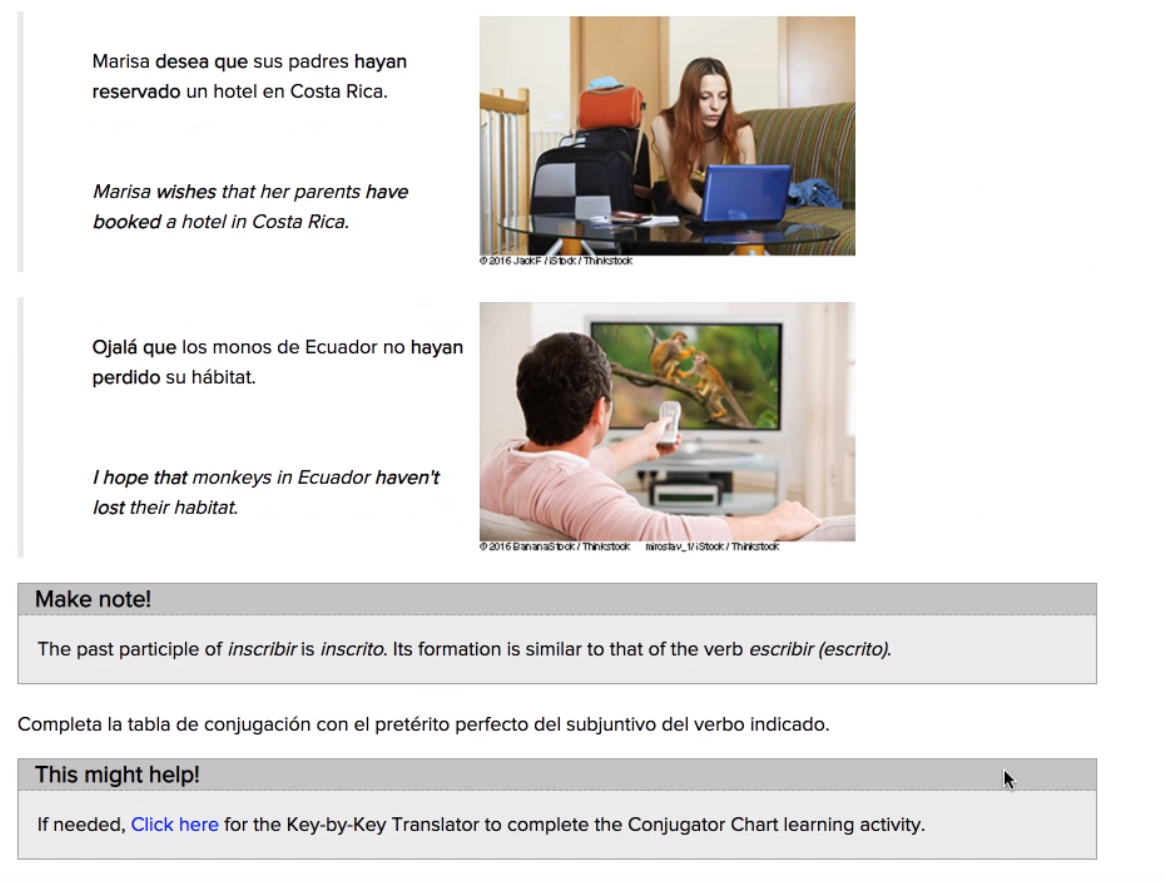 Marisa desea que sus padres hayan
reservado un hotel en Costa Rica.
Marisa wishes that her parents have
booked a hotel in Costa Rica.
© 2016 JackF / iStock / Thinkstock
Ojalá que los monos de Ecuador no hayan
perdido su hábitat.
I hope that monkeys in Ecuador haven't
lost their habitat.
© 2016 BananaStock / Thinkstock miroslav_1/ iStock / Thinkstock
Make note!
The past participle of inscribir is inscrito. Its formation is similar to that of the verb escribir (escrito).
Completa la tabla de conjugación con el pretérito perfecto del subjuntivo del verbo indicado.
This might help!
If needed, Click here for the Key-by-Key Translator to complete the Conjugator Chart learning activity.